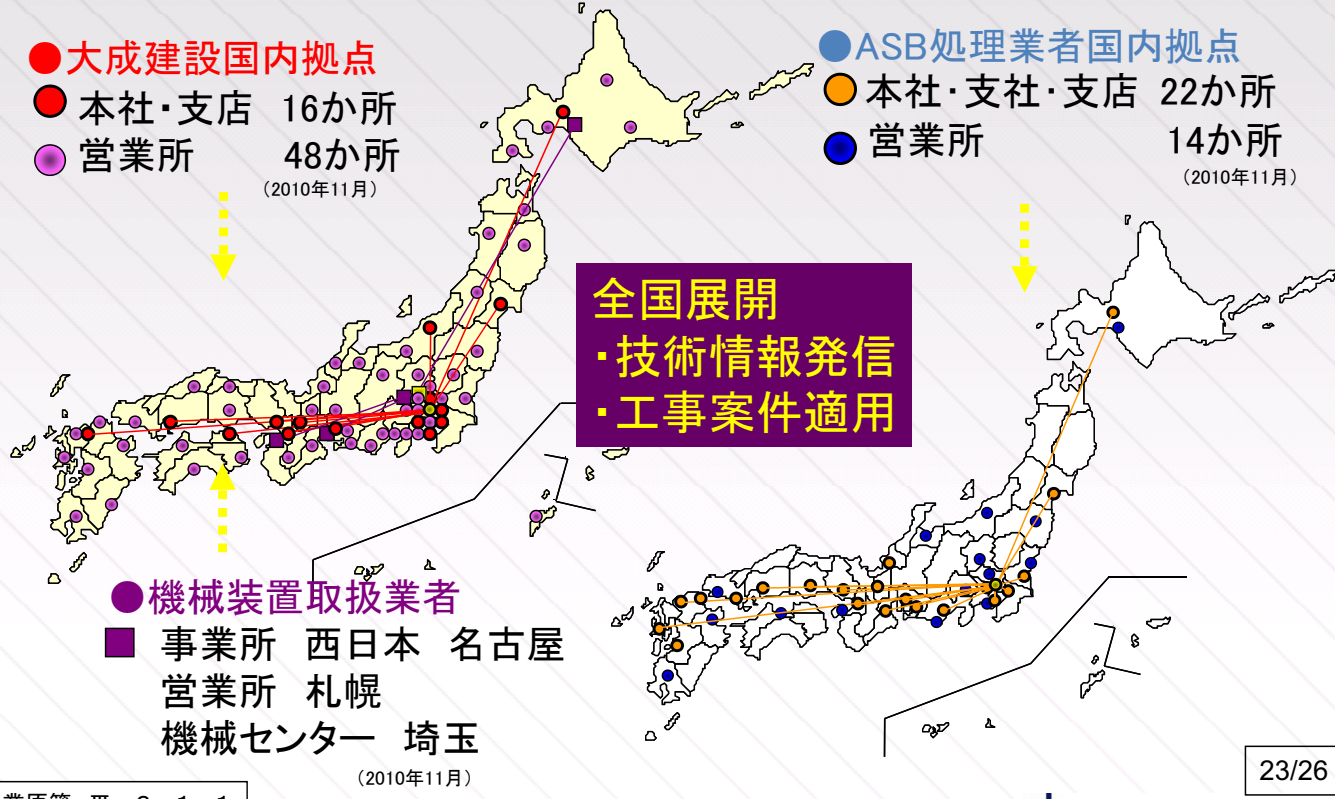 ●大成建設国内拠点
本社・支店 16か所
営業所 48か所
（2010年11月）
●ASB処理業者国内拠点
本社・支社・支店 22か所
営業所 14か所
（2010年11月）
全国展開
・技術情報発信
・工事案件適用
●機械装置取扱業者
事業所 西日本 名古屋
営業所 札幌
機械センター 埼玉
（2010年11月）
23/26